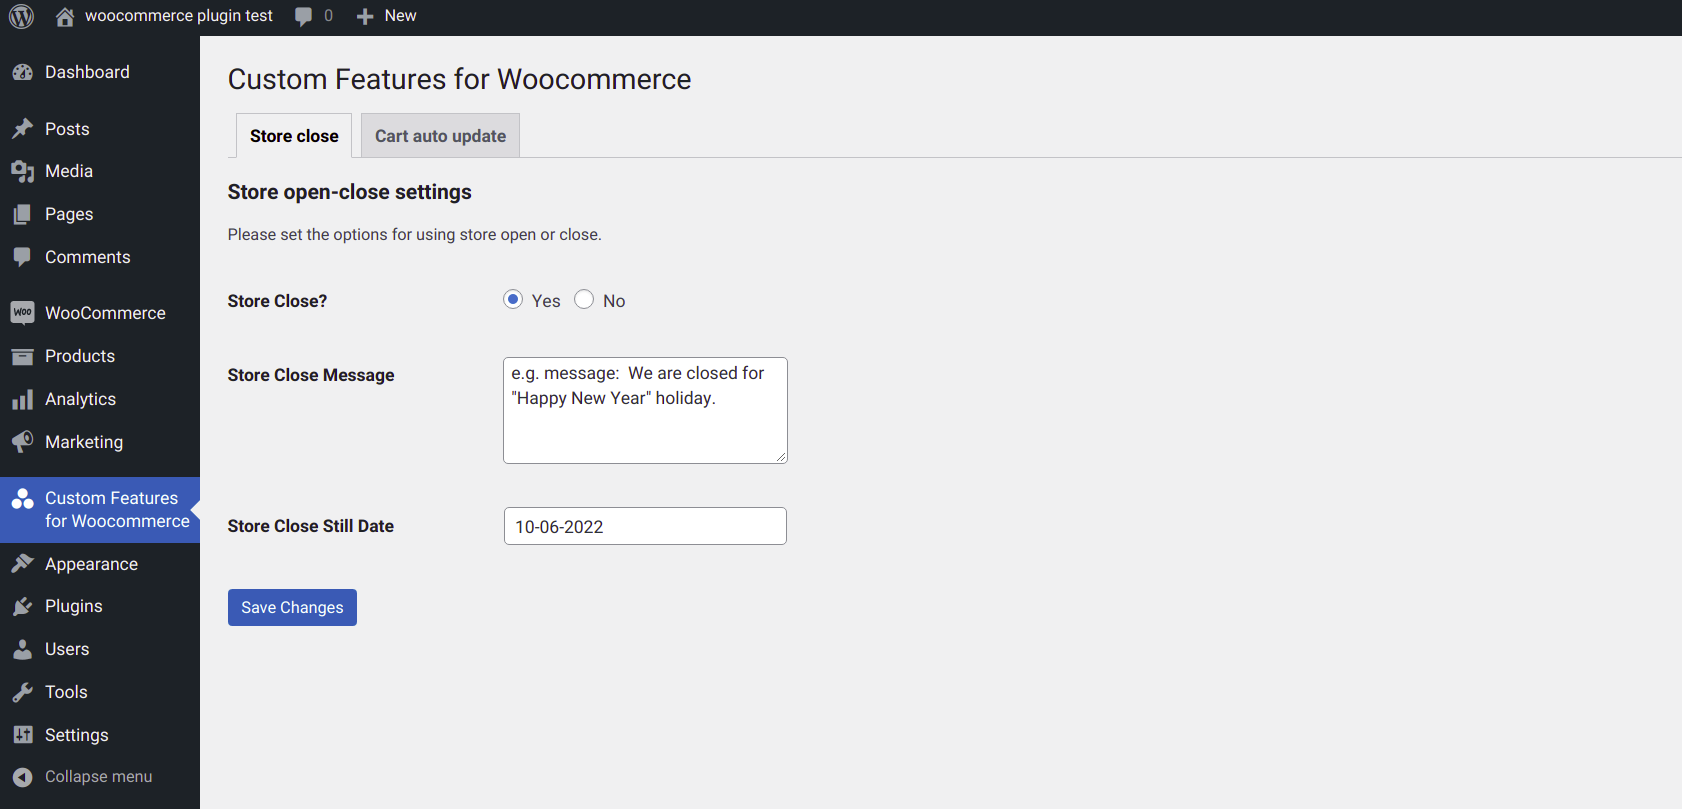 woocommerce plugin test 0 New
Dashboard
Posts
Media
Pages
Comments
Woo WooCommerce
Products
Analytics
Marketing
Custom Features
for Woocommerce
Appearance
Plugins
Users
Tools
Settings
Collapse menu
Custom Features for Woocommerce
Store close Cart auto update
Store open-close settings
Please set the options for using store open or close.
Store Close? Yes No
Store Close Message
e.g. message:  We are closed for
"Happy New Year" holiday.
Store Close Still Date 10-06-2022
Save Changes